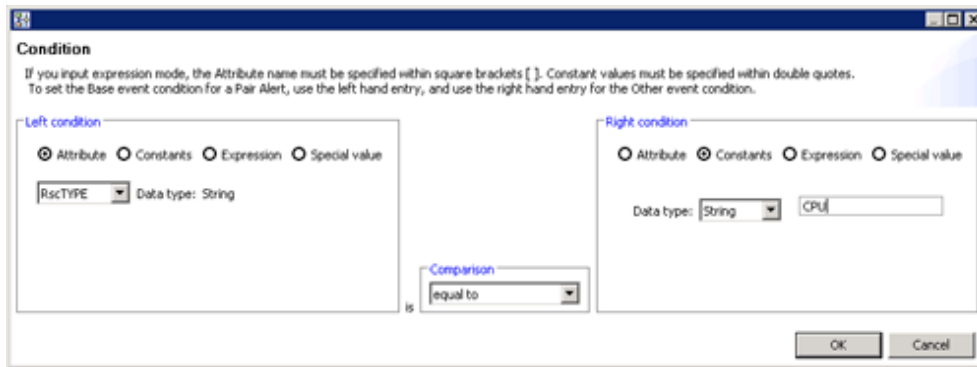 Condition
If you input expression mode, the Attribute name must be specified within square brackets [ ]. Constant values must be specified within double quotes.
To set the Base event condition for a Pair Alert, use the left hand entry, and use the right hand entry for the Other event condition.
Left condition
Attribute Constants Expression Special value
RscTYPE Data type: String
is
Comparison
equal to
Right condition
Attribute Constants Expression Special value
Data type: String CPU
OK Cancel